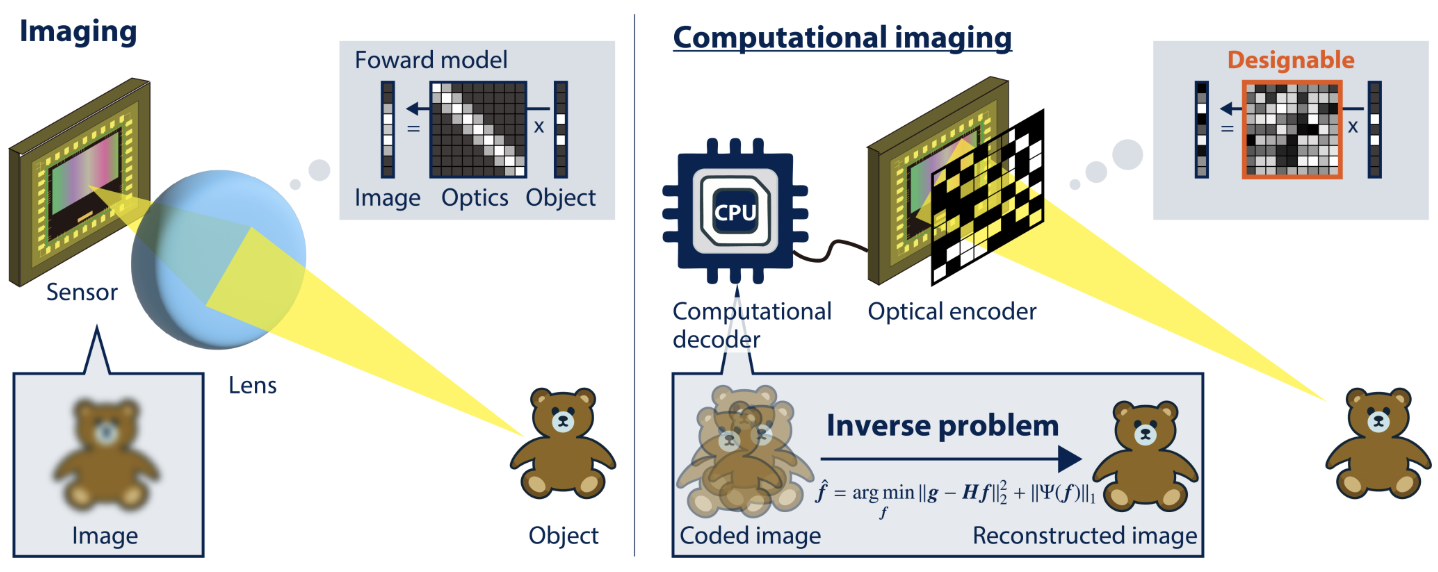 Imaging
Foward model
=
x
Image
Optics
Object
Sensor
Lens
Image
Object
Computational imaging
Designable
=
x
CPU
Computational
decoder
Optical encoder
Inverse problem
f̂ = arg min ‖g − Hf‖₂² + ‖Ψ(f)‖₁
f
Coded image
Reconstructed image